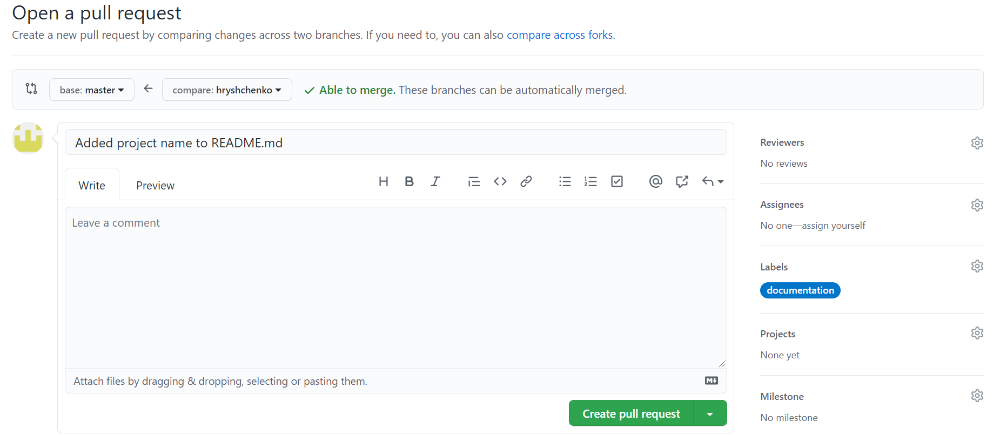 Open a pull request
Create a new pull request by comparing changes across two branches. If you need to, you can also compare across forks.
base: master
compare: hryshchenko
Able to merge. These branches can be automatically merged.
Added project name to README.md
Write
Preview
Leave a comment
Attach files by dragging & dropping, selecting or pasting them.
Create pull request
Reviewers
No reviews
Assignees
No one—assign yourself
Labels
documentation
Projects
None yet
Milestone
No milestone